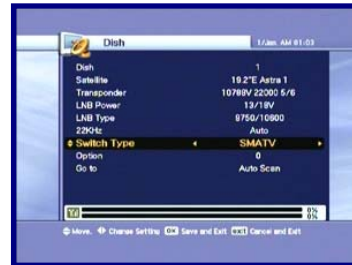 Dish 1/Jan. AM 01:03
Dish 1
Satellite 19.2°E Astra 1
Transponder 10788V 22000 5/6
LNB Power 13/18V
LNB Type 9750/10600
22KHz Auto
Switch Type SMATV
Option 0
Go to Auto Scan
0%
0%
Move. Change Setting OK Save and Exit exit Cancel and Exit